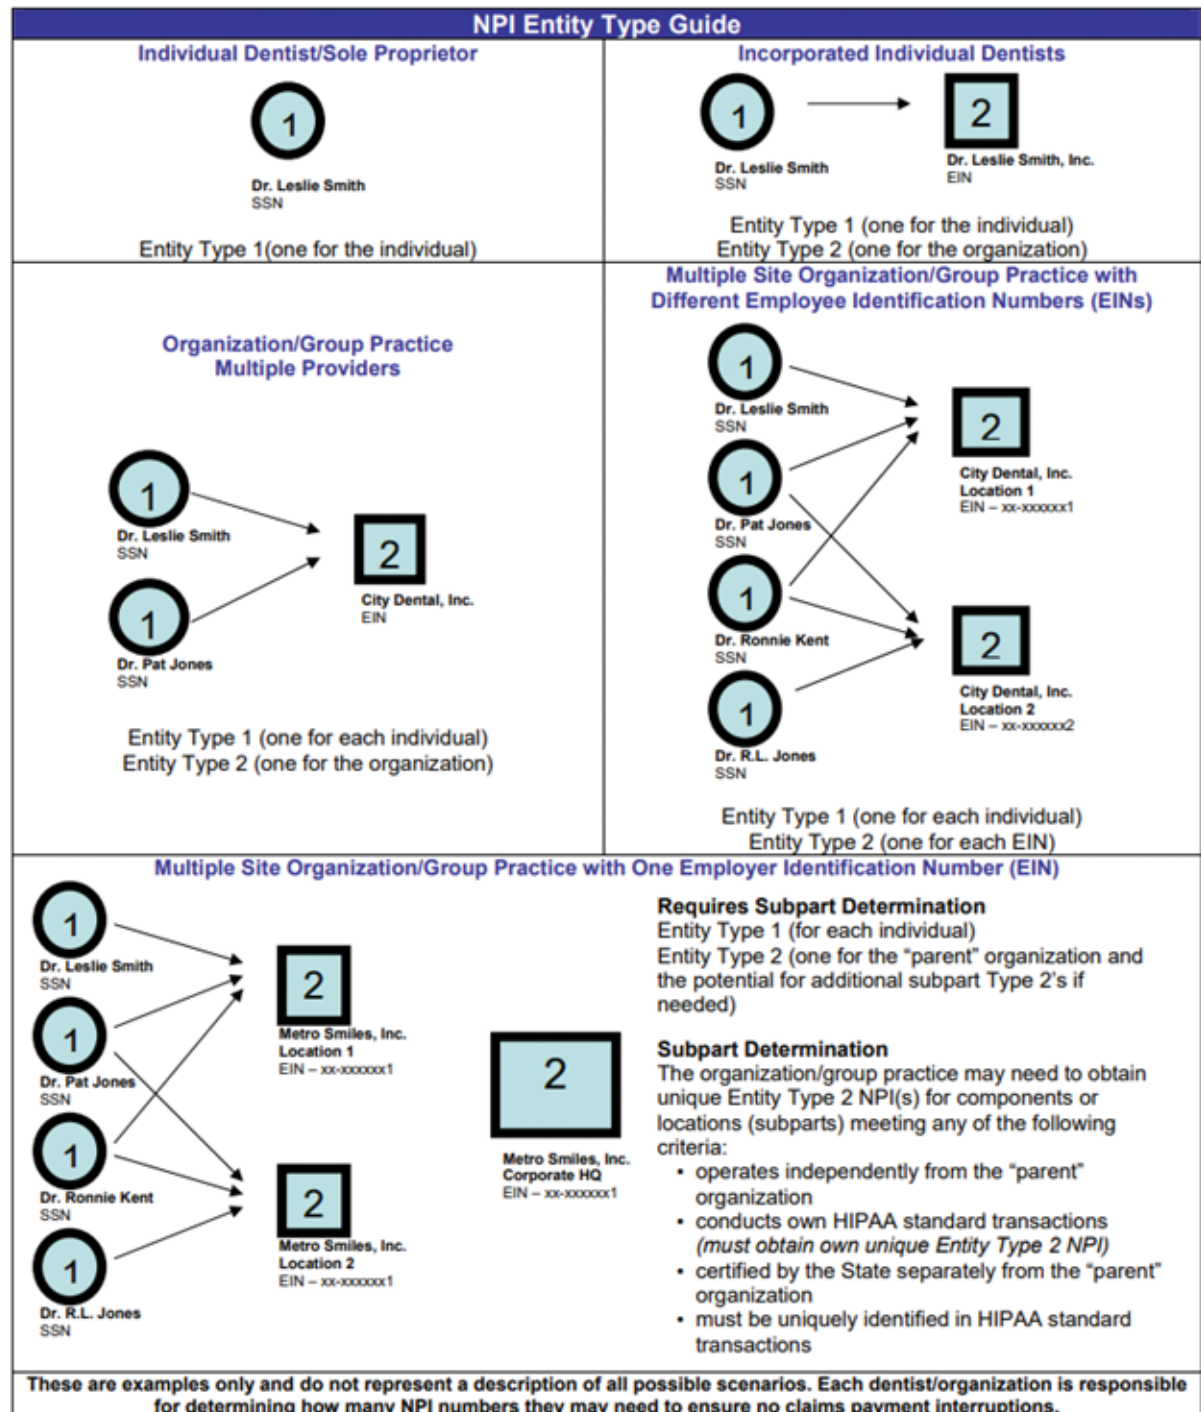 NPI Entity Type Guide
Individual Dentist/Sole Proprietor
1
Dr. Leslie Smith
SSN
Entity Type 1(one for the individual)
Incorporated Individual Dentists
1
Dr. Leslie Smith
SSN
2
Dr. Leslie Smith, Inc.
EIN
Entity Type 1 (one for the individual)
Entity Type 2 (one for the organization)
Organization/Group Practice
Multiple Providers
1
Dr. Leslie Smith
SSN
1
Dr. Pat Jones
SSN
2
City Dental, Inc.
EIN
Entity Type 1 (one for each individual)
Entity Type 2 (one for the organization)
Multiple Site Organization/Group Practice with
Different Employee Identification Numbers (EINs)
1
Dr. Leslie Smith
SSN
1
Dr. Pat Jones
SSN
1
Dr. Ronnie Kent
SSN
1
Dr. R.L. Jones
SSN
2
City Dental, Inc.
Location 1
EIN – xx-xxxxxx1
2
City Dental, Inc.
Location 2
EIN – xx-xxxxxx2
Entity Type 1 (one for each individual)
Entity Type 2 (one for each EIN)
Multiple Site Organization/Group Practice with One Employer Identification Number (EIN)
1
Dr. Leslie Smith
SSN
1
Dr. Pat Jones
SSN
1
Dr. Ronnie Kent
SSN
1
Dr. R.L. Jones
SSN
2
Metro Smiles, Inc.
Location 1
EIN – xx-xxxxxx1
2
Metro Smiles, Inc.
Location 2
EIN – xx-xxxxxx1
2
Metro Smiles, Inc.
Corporate HQ
EIN – xx-xxxxxx1
Requires Subpart Determination
Entity Type 1 (for each individual)
Entity Type 2 (one for the “parent” organization and
the potential for additional subpart Type 2's if
needed)
Subpart Determination
The organization/group practice may need to obtain
unique Entity Type 2 NPI(s) for components or
locations (subparts) meeting any of the following
criteria:
• operates independently from the “parent”
organization
• conducts own HIPAA standard transactions
(must obtain own unique Entity Type 2 NPI)
• certified by the State separately from the “parent”
organization
• must be uniquely identified in HIPAA standard
transactions
These are examples only and do not represent a description of all possible scenarios. Each dentist/organization is responsible
for determining how many NPI numbers they may need to ensure no claims payment interruptions.